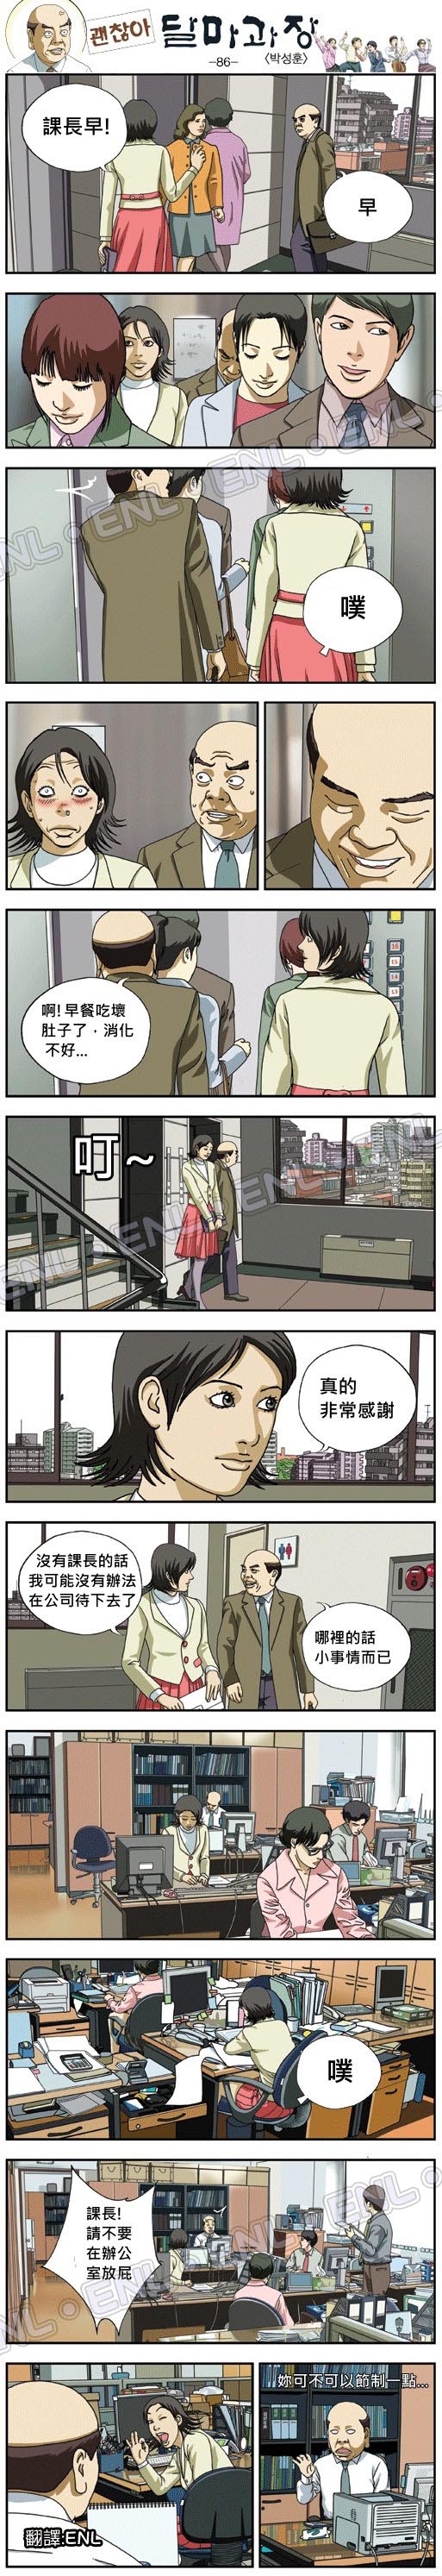 괜찮아 달마과장
-86- <박성훈>
課長早!
早
噗
啊! 早餐吃壞
肚子了，消化
不好...
叮~
真的
非常感謝
沒有課長的話
我可能沒有辦法
在公司待下去了
哪裡的話
小事情而已
噗
課長!
請不要
在辦公
室放屁
妳可不可以節制一點...
翻譯:ENL